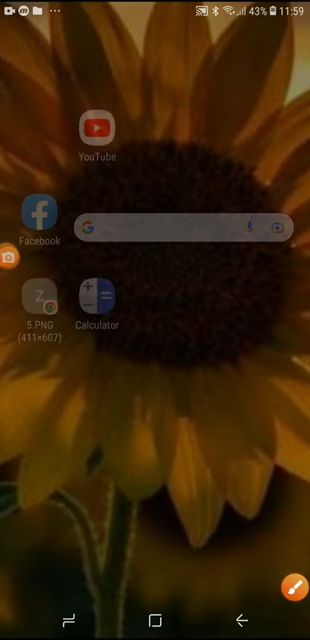 43% 11:59
YouTube
Facebook
G
Z
5.PNG
(411×607)
Calculator